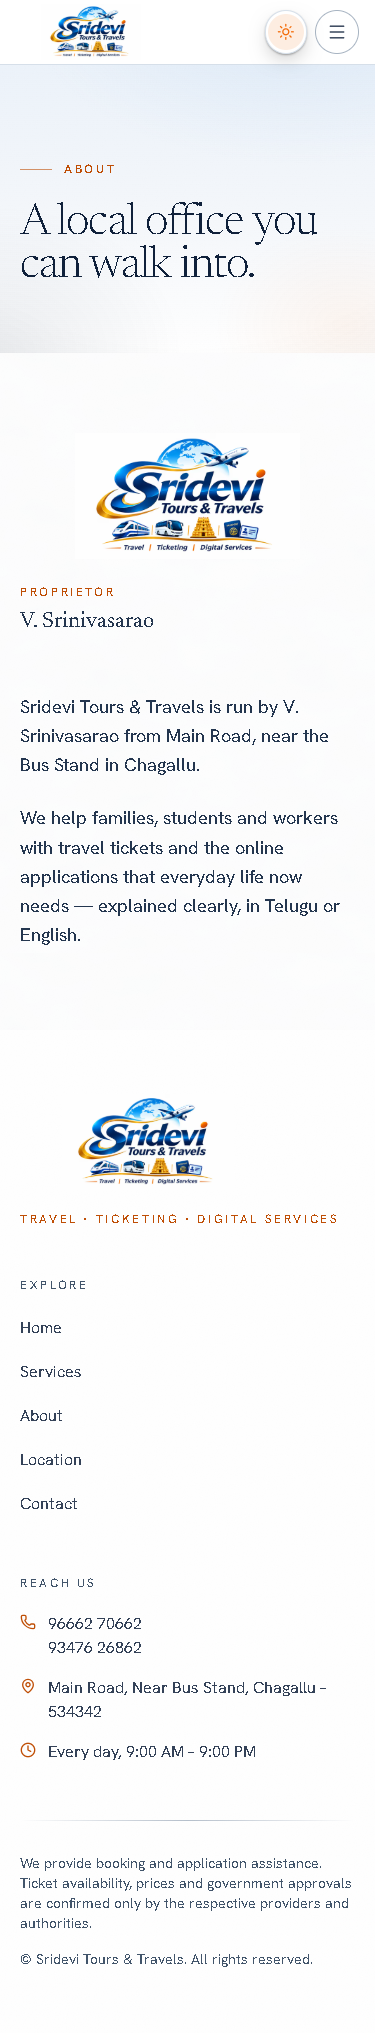 Sridevi
Tours & Travels
Travel | Ticketing | Digital Services
ABOUT
A local office you
can walk into.
Sridevi
Tours & Travels
Travel | Ticketing | Digital Services
PROPRIETOR
V. Srinivasarao
Sridevi Tours & Travels is run by V.
Srinivasarao from Main Road, near the
Bus Stand in Chagallu.
We help families, students and workers
with travel tickets and the online
applications that everyday life now
needs — explained clearly, in Telugu or
English.
Sridevi
Tours & Travels
Travel | Ticketing | Digital Services
TRAVEL · TICKETING · DIGITAL SERVICES
EXPLORE
Home
Services
About
Location
Contact
REACH US
96662 70662
93476 26862
Main Road, Near Bus Stand, Chagallu –
534342
Every day, 9:00 AM – 9:00 PM
We provide booking and application assistance.
Ticket availability, prices and government approvals
are confirmed only by the respective providers and
authorities.
© Sridevi Tours & Travels. All rights reserved.